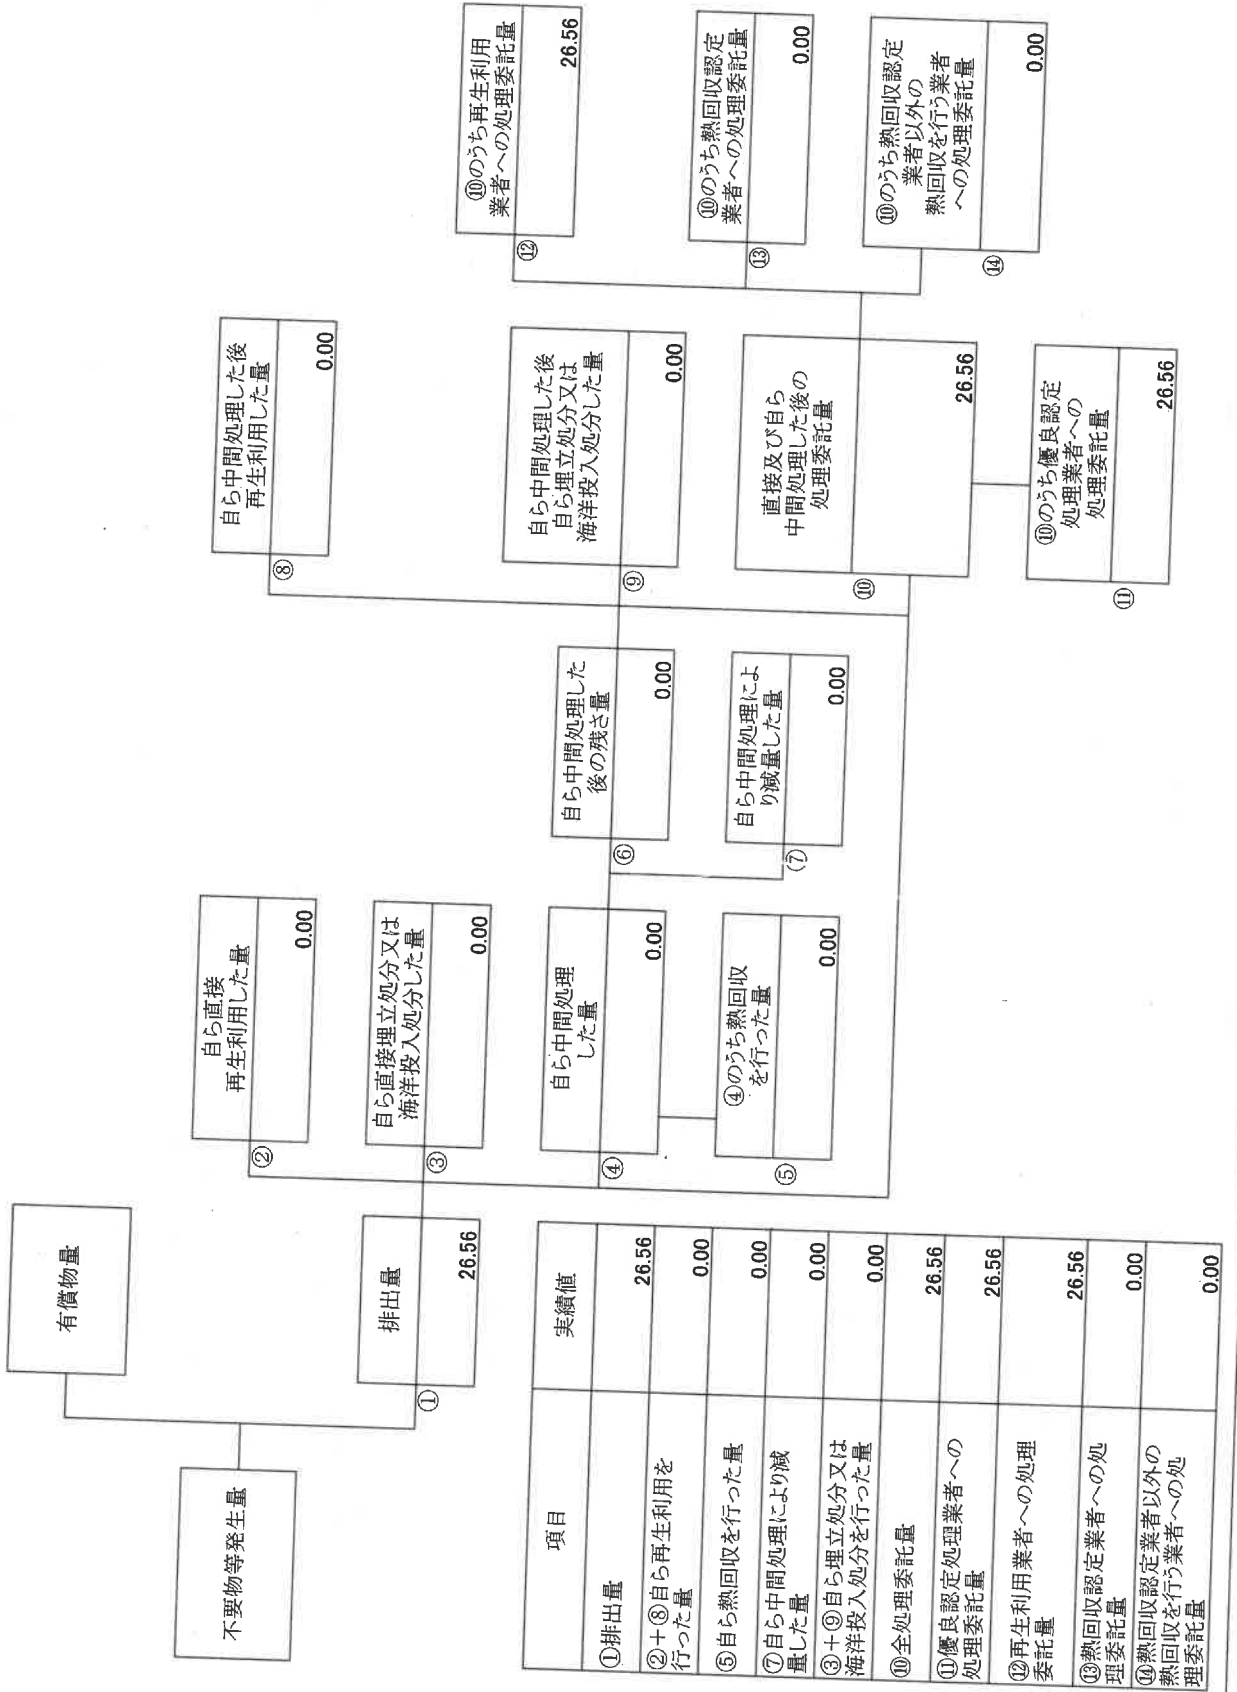 不要物等発生量
有償物量
排出量
①
26.56
自ら直接
再生利用した量
②
0.00
自ら直接埋立処分又は
海洋投入処分した量
③
0.00
自ら中間処理
した量
④
0.00
④のうち熱回収
を行った量
⑤
0.00
自ら中間処理した
後の残さ量
⑥
0.00
自ら中間処理によ
り減量した量
⑦
0.00
自ら中間処理した後
再生利用した量
⑧
0.00
自ら中間処理した後
自ら埋立処分又は
海洋投入処分した量
⑨
0.00
直接及び自ら
中間処理した後の
処理委託量
⑩
26.56
⑩のうち優良認定
処理業者への
処理委託量
⑪
26.56
⑩のうち再生利用
業者への処理委託量
⑫
26.56
⑩のうち熱回収認定
業者への処理委託量
⑬
0.00
⑩のうち熱回収認定
業者以外の
熱回収を行う業者
への処理委託量
⑭
0.00
項目 実績値
①排出量 26.56
②+⑧自ら再生利用を
行った量 0.00
⑤自ら熱回収を行った量 0.00
⑦自ら中間処理により減
量した量 0.00
③+⑨自ら埋立処分又は
海洋投入処分を行った量 0.00
⑩全処理委託量 26.56
⑪優良認定処理業者への
処理委託量 26.56
⑫再生利用業者への処理
委託量 26.56
⑬熱回収認定業者への処
理委託量 0.00
⑭熱回収認定業者以外の
熱回収を行う業者への処
理委託量 0.00